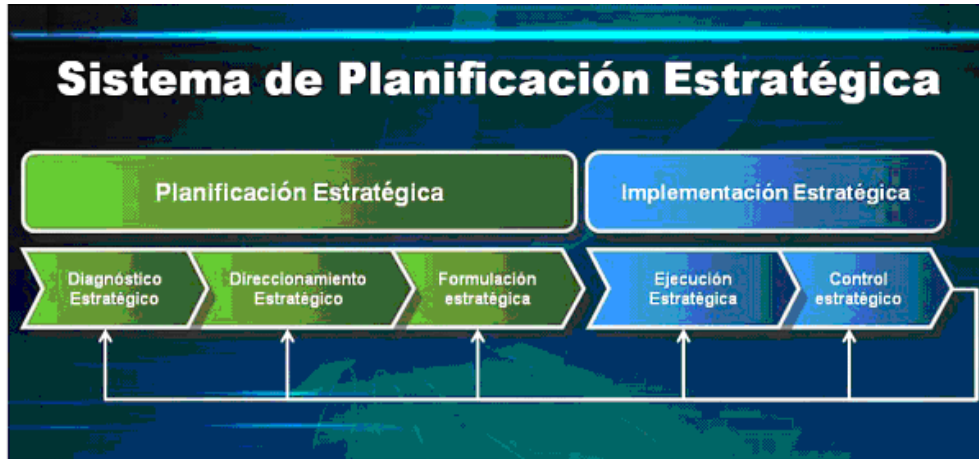 Sistema de Planificación Estratégica
Planificación Estratégica
Implementación Estratégica
Diagnóstico
Estratégico
Direccionamiento
Estratégico
Formulación
estratégica
Ejecución
Estratégica
Control
estratégico